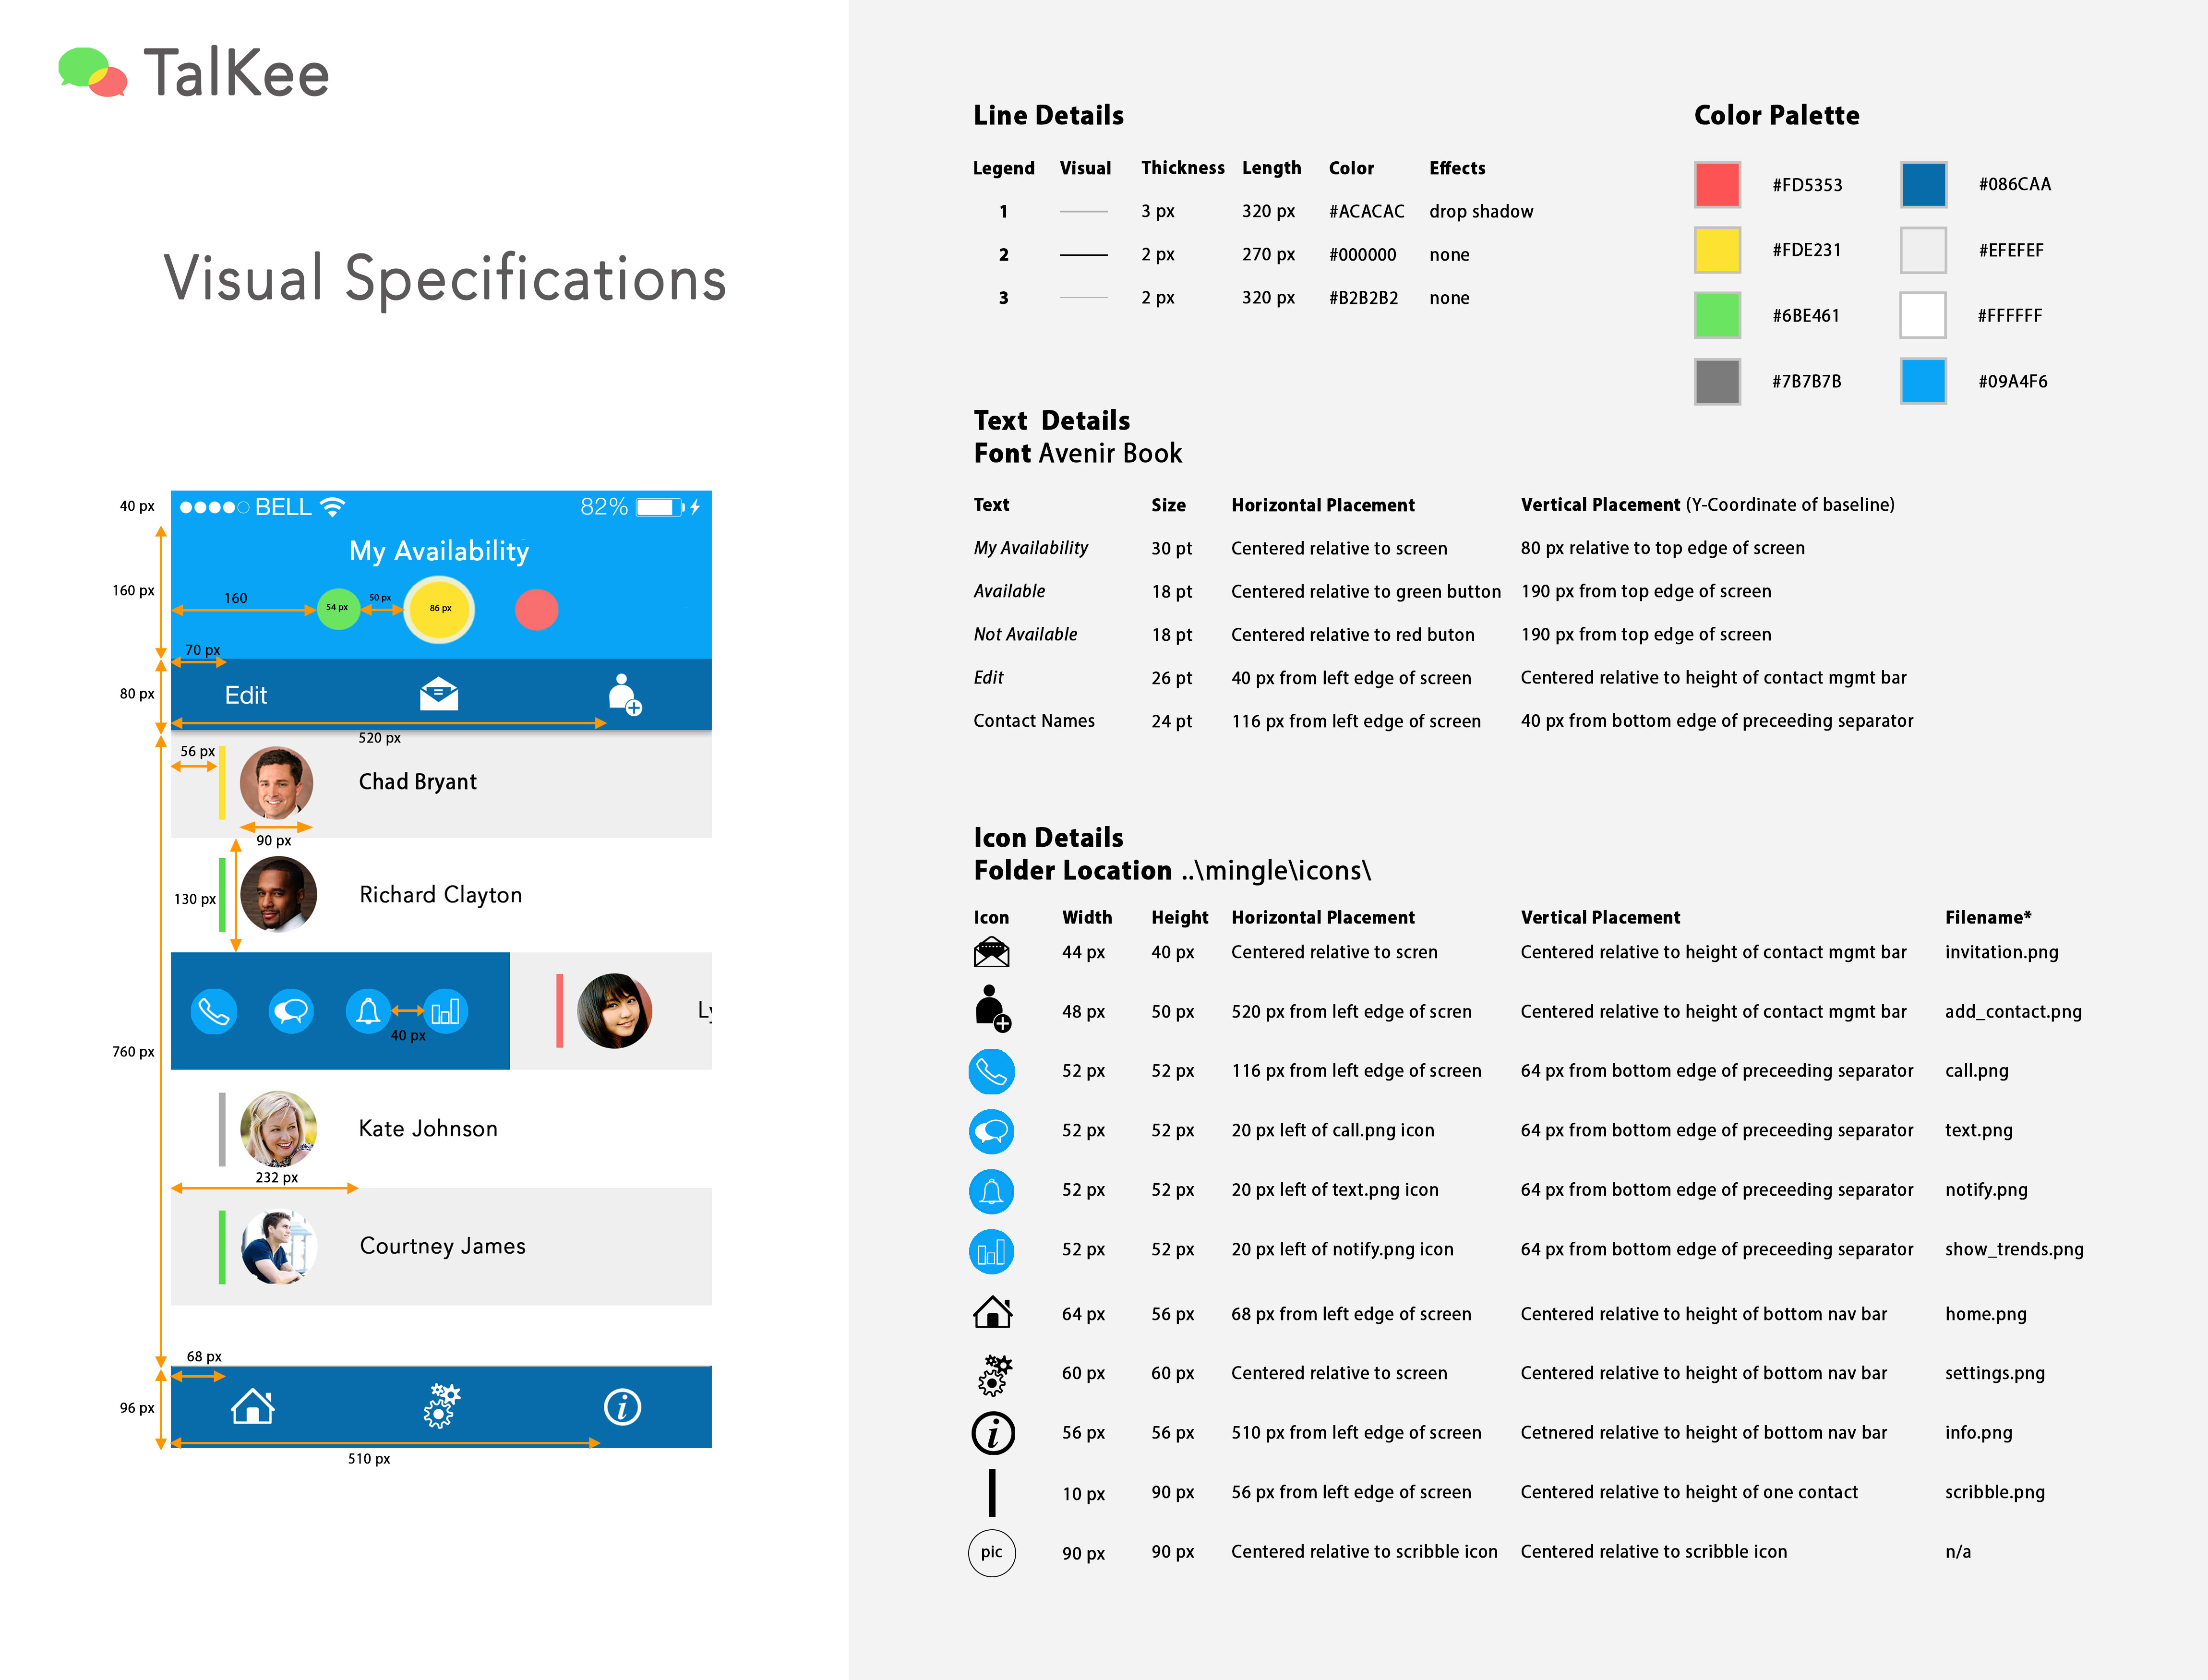 TalKee
Visual Specifications
40 px
BELL
82%
My Availability
160 px
160
54 px
50 px
86 px
70 px
80 px
Edit
520 px
56 px
Chad Bryant
90 px
130 px
Richard Clayton
40 px
Ly
760 px
Kate Johnson
232 px
Courtney James
68 px
96 px
510 px
Line Details
Legend Visual Thickness Length Color Effects
1 3 px 320 px #ACACAC drop shadow
2 2 px 270 px #000000 none
3 2 px 320 px #B2B2B2 none
Color Palette
#FD5353 #086CAA
#FDE231 #EFEFEF
#6BE461 #FFFFFF
#7B7B7B #09A4F6
Text Details
Font Avenir Book
Text Size Horizontal Placement Vertical Placement (Y-Coordinate of baseline)
My Availability 30 pt Centered relative to screen 80 px relative to top edge of screen
Available 18 pt Centered relative to green button 190 px from top edge of screen
Not Available 18 pt Centered relative to red buton 190 px from top edge of screen
Edit 26 pt 40 px from left edge of screen Centered relative to height of contact mgmt bar
Contact Names 24 pt 116 px from left edge of screen 40 px from bottom edge of preceeding separator
Icon Details
Folder Location ..\mingle\icons\
Icon Width Height Horizontal Placement Vertical Placement Filename*
44 px 40 px Centered relative to scren Centered relative to height of contact mgmt bar invitation.png
48 px 50 px 520 px from left edge of scren Centered relative to height of contact mgmt bar add_contact.png
52 px 52 px 116 px from left edge of screen 64 px from bottom edge of preceeding separator call.png
52 px 52 px 20 px left of call.png icon 64 px from bottom edge of preceeding separator text.png
52 px 52 px 20 px left of text.png icon 64 px from bottom edge of preceeding separator notify.png
52 px 52 px 20 px left of notify.png icon 64 px from bottom edge of preceeding separator show_trends.png
64 px 56 px 68 px from left edge of screen Centered relative to height of bottom nav bar home.png
60 px 60 px Centered relative to screen Centered relative to height of bottom nav bar settings.png
i 56 px 56 px 510 px from left edge of screen Cetnered relative to height of bottom nav bar info.png
10 px 90 px 56 px from left edge of screen Centered relative to height of one contact scribble.png
pic 90 px 90 px Centered relative to scribble icon Centered relative to scribble icon n/a